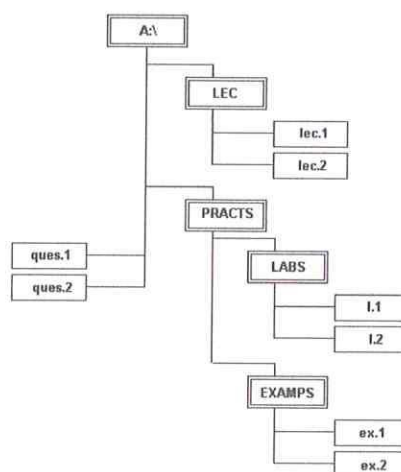 A:\
LEC
lec.1
lec.2
PRACTS
ques.1
LABS
ques.2
l.1
l.2
EXAMPS
ex.1
ex.2